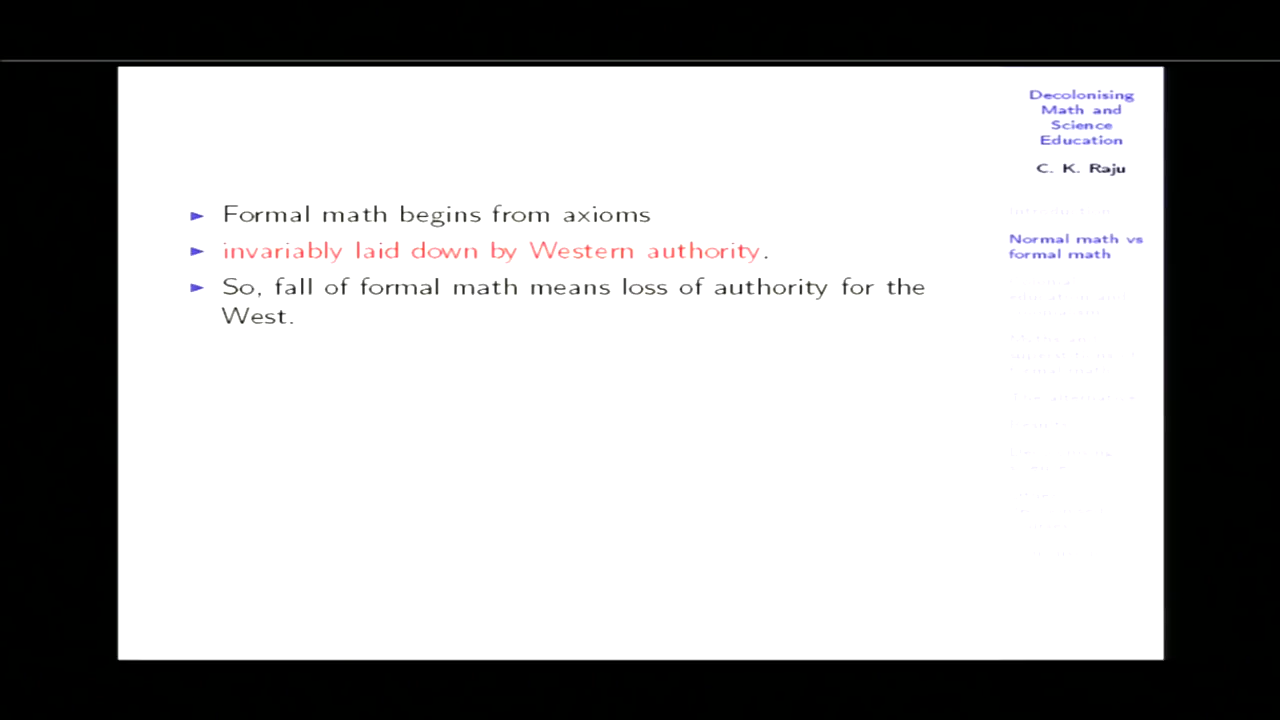 Decolonising
Math and
Science
Education
C. K. Raju
Normal math vs
formal math
► Formal math begins from axioms
► invariably laid down by Western authority.
► So, fall of formal math means loss of authority for the
West.